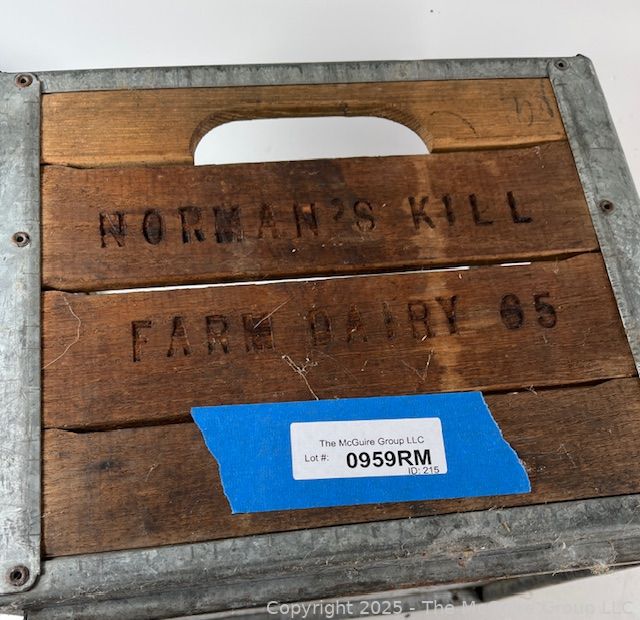 NORMAN'S KILL
FARM DAIRY 65
The McGuire Group LLC
Lot #: 0959RM
ID: 215
Copyright 2025 - The McGuire Group LLC